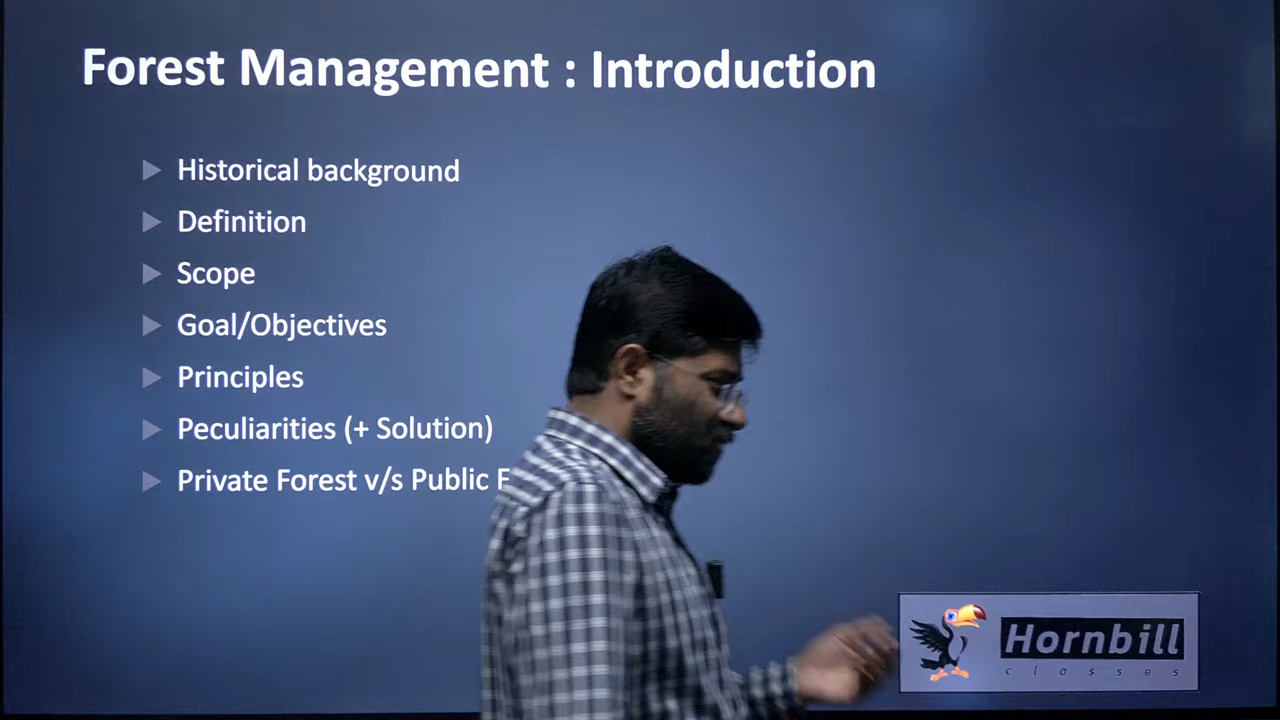 Forest Management : Introduction
Historical background
Definition
Scope
Goal/Objectives
Principles
Peculiarities (+ Solution)
Private Forest v/s Public
Hornbill
classes